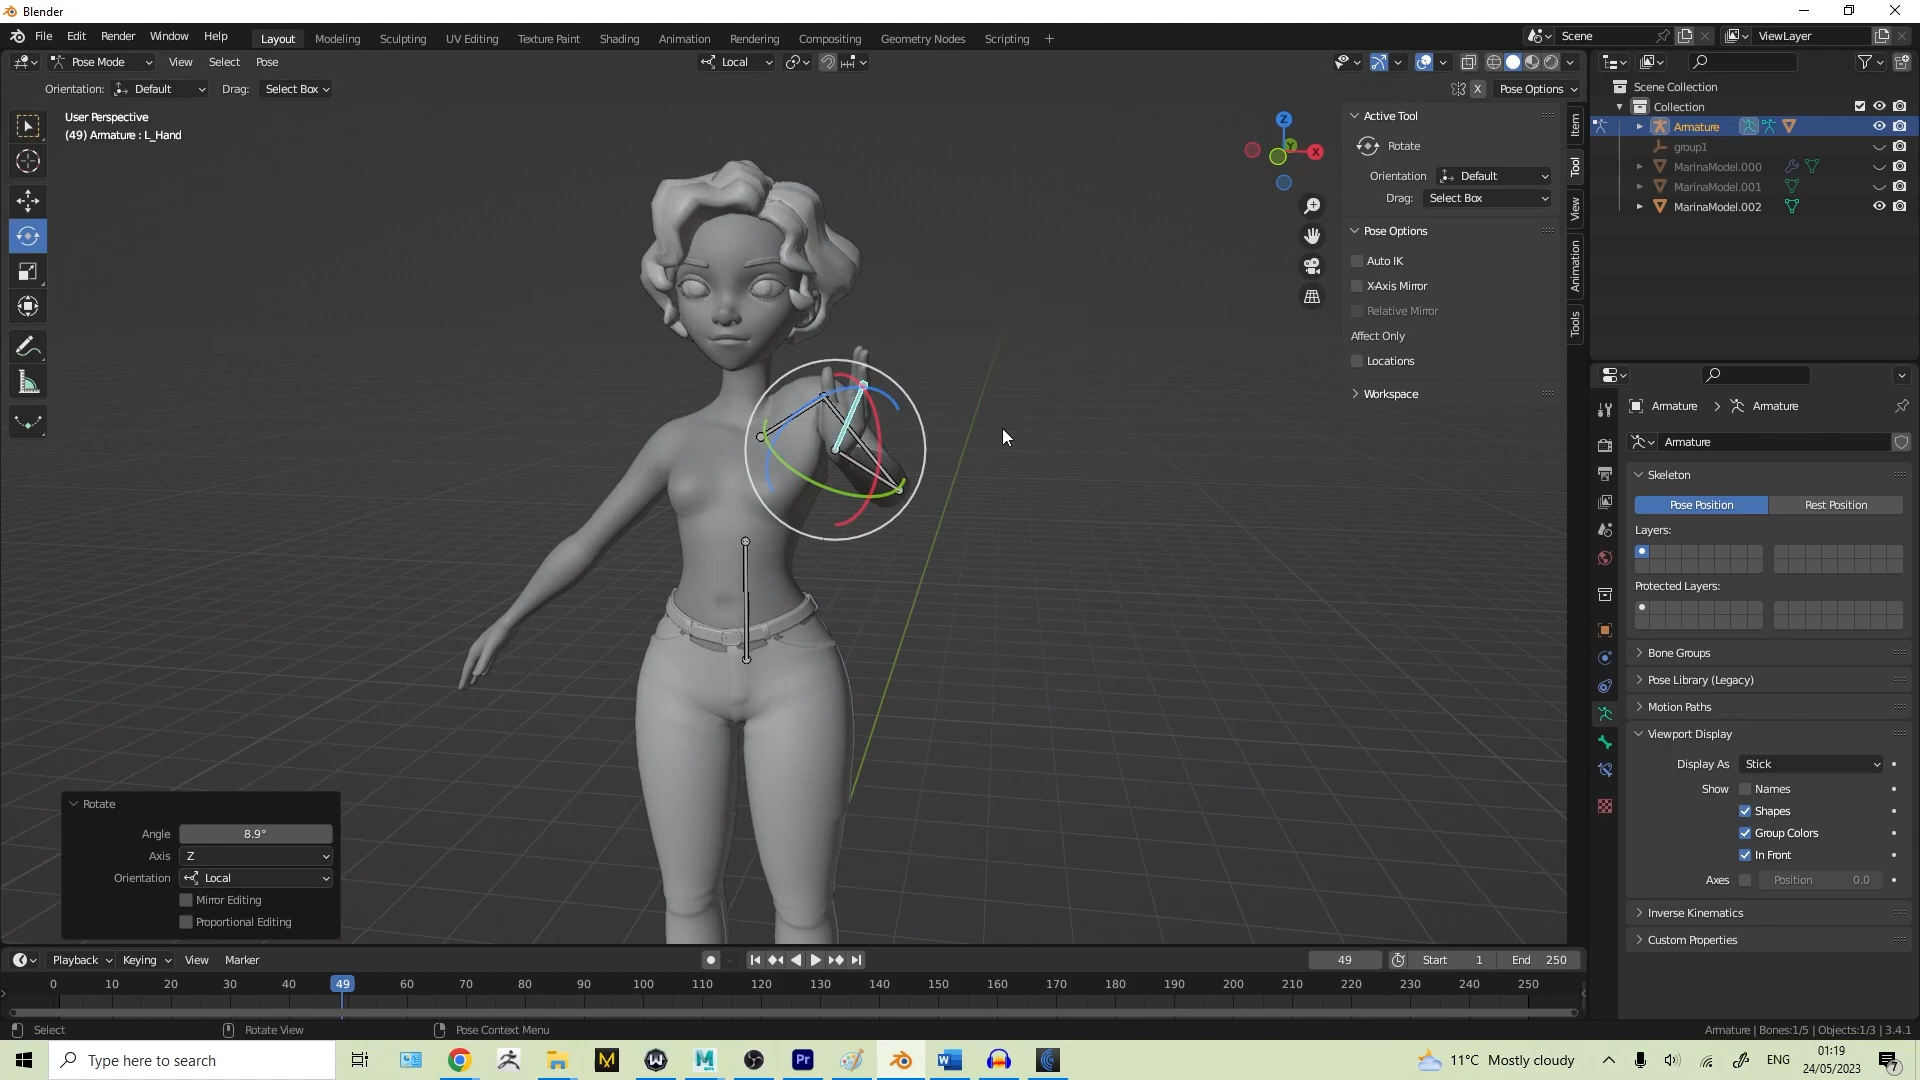 Blender
File Edit Render Window Help
Layout Modeling Sculpting UV Editing Texture Paint Shading Animation Rendering Compositing Geometry Nodes Scripting +
Scene
ViewLayer
Pose Mode View Select Pose
Local
Orientation: Default Drag: Select Box
X Pose Options
User Perspective
(49) Armature : L_Hand
Z
Y
X
Active Tool
Rotate
Orientation Default
Drag: Select Box
Pose Options
Auto IK
X-Axis Mirror
Relative Mirror
Affect Only
Locations
Workspace
Item
Tool
View
Animation
Tools
Scene Collection
Collection
Armature
group1
MarinaModel.000
MarinaModel.001
MarinaModel.002
Armature > Armature
Armature
Skeleton
Pose Position Rest Position
Layers:
Protected Layers:
Bone Groups
Pose Library (Legacy)
Motion Paths
Viewport Display
Display As Stick
Show Names
Shapes
Group Colors
In Front
Axes Position 0.0
Inverse Kinematics
Custom Properties
Rotate
Angle 8.9°
Axis Z
Orientation Local
Mirror Editing
Proportional Editing
Playback Keying View Marker
49 Start 1 End 250
0 10 20 30 40 49 60 70 80 90 100 110 120 130 140 150 160 170 180 190 200 210 220 230 240 250
Select Rotate View Pose Context Menu
Armature | Bones:1/5 | Objects:1/3 | 3.4.1
Type here to search
11°C Mostly cloudy
ENG
01:19
24/05/2023
7